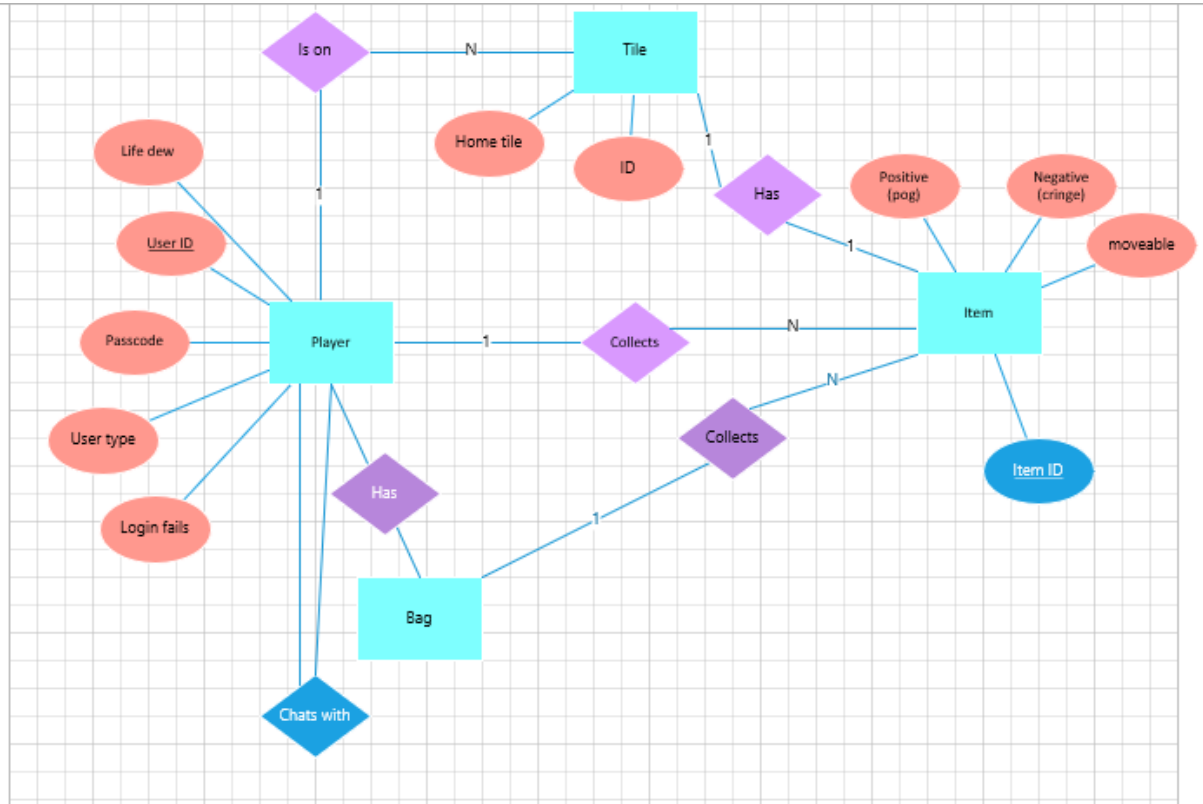 Is on
N
Tile
Home tile
ID
1
Has
1
Positive
(pog)
Negative
(cringe)
moveable
Life dew
1
User ID
Passcode
Player
1
Collects
N
Item
N
Collects
User type
Item ID
Has
Login fails
1
Bag
Chats with